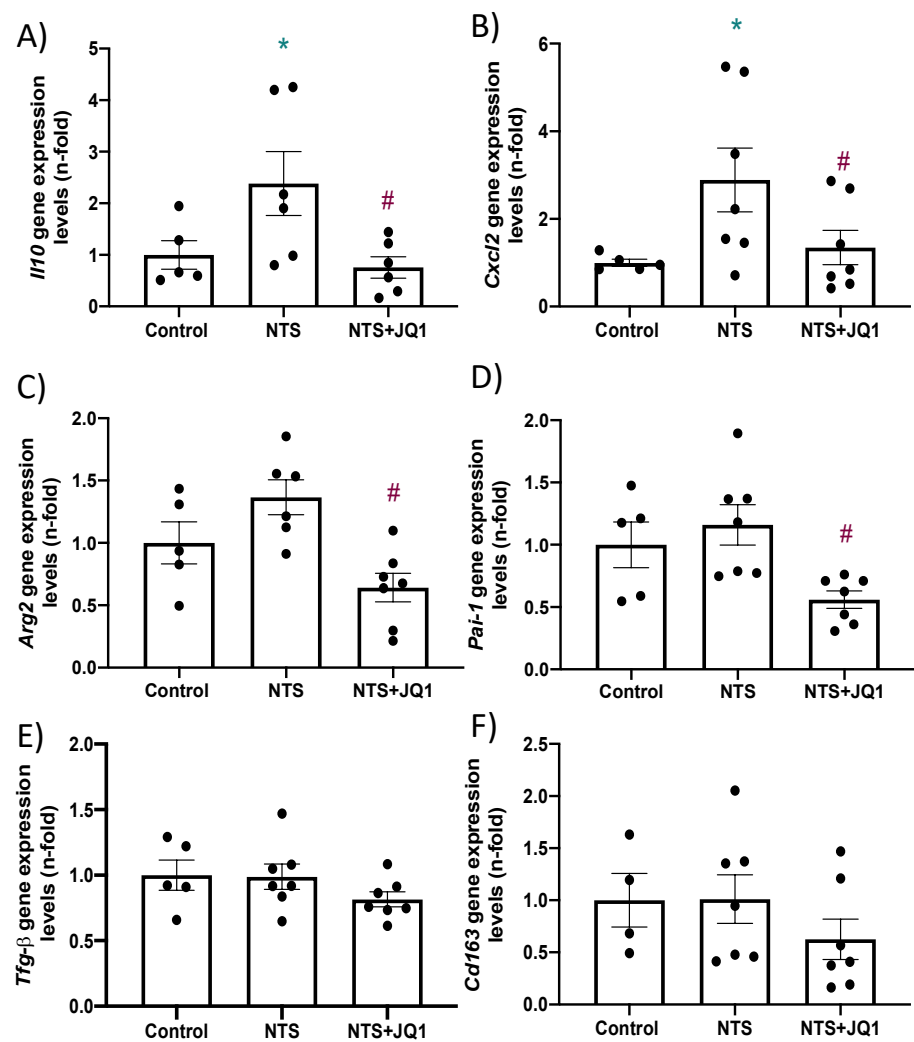 A)
Il10 gene expression
levels (n-fold)
5
4
3
2
1
0
*
#
Control NTS NTS+JQ1
B)
Cxcl2 gene expression
levels (n-fold)
6
4
2
0
*
#
Control NTS NTS+JQ1
C)
Arg2 gene expression
levels (n-fold)
2.0
1.5
1.0
0.5
0.0
#
Control NTS NTS+JQ1
D)
Pai-1 gene expression
levels (n-fold)
2.0
1.5
1.0
0.5
0.0
#
Control NTS NTS+JQ1
E)
Tfg-β gene expression
levels (n-fold)
2.0
1.5
1.0
0.5
0.0
Control NTS NTS+JQ1
F)
Cd163 gene expression
levels (n-fold)
2.5
2.0
1.5
1.0
0.5
0.0
Control NTS NTS+JQ1